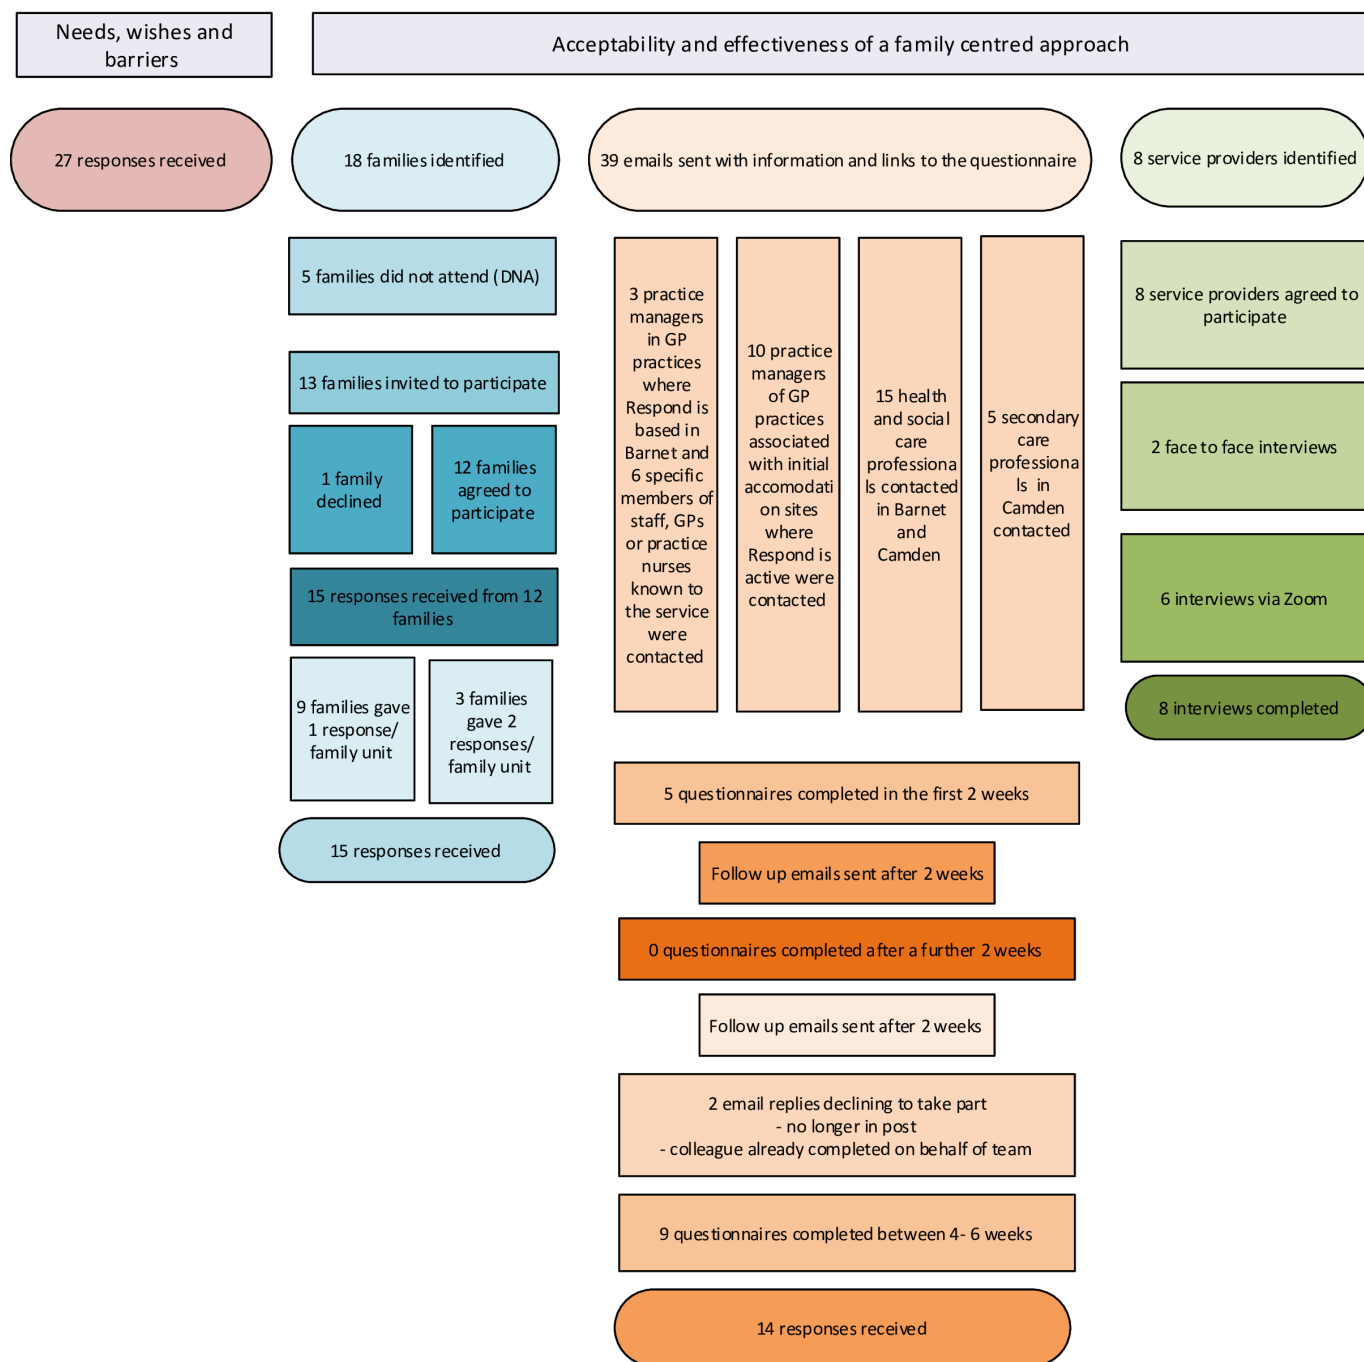 Needs, wishes and
barriers
Acceptability and effectiveness of a family centred approach
27 responses received
18 families identified
39 emails sent with information and links to the questionnaire
8 service providers identified
5 families did not attend (DNA)
13 families invited to participate
1 family
declined
12 families
agreed to
participate
15 responses received from 12
families
9 families gave
1 response/
family unit
3 families
gave 2
responses/
family unit
15 responses received
3 practice
managers
in GP
practices
where
Respond is
based in
Barnet and
6 specific
members of
staff, GPs
or practice
nurses
known to
the service
were
contacted
10 practice
managers
of GP
practices
associated
with initial
accomodati
on sites
where
Respond is
active were
contacted
15 health
and social
care
professiona
ls contacted
in Barnet
and
Camden
5 secondary
care
professiona
ls in
Camden
contacted
5 questionnaires completed in the first 2 weeks
Follow up emails sent after 2 weeks
0 questionnaires completed after a further 2 weeks
Follow up emails sent after 2 weeks
2 email replies declining to take part
- no longer in post
- colleague already completed on behalf of team
9 questionnaires completed between 4- 6 weeks
14 responses received
8 service providers agreed to
participate
2 face to face interviews
6 interviews via Zoom
8 interviews completed